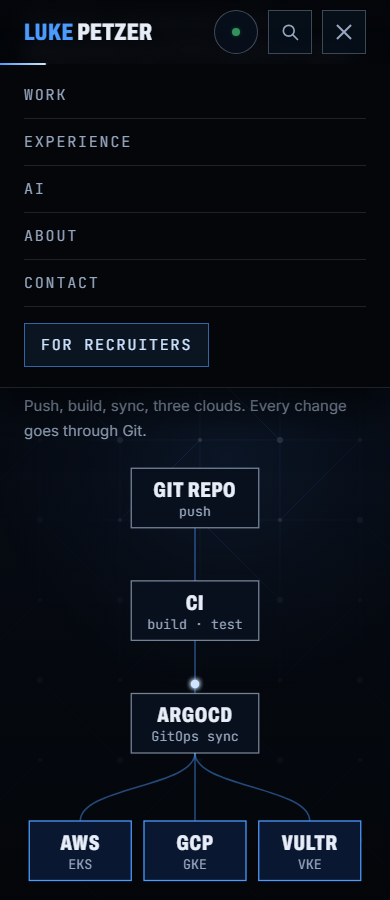 LUKE PETZER
WORK
EXPERIENCE
AI
ABOUT
CONTACT
FOR RECRUITERS
Push, build, sync, three clouds. Every change
goes through Git.
GIT REPO
push
CI
build · test
ARGOCD
GitOps sync
AWS
EKS
GCP
GKE
VULTR
VKE